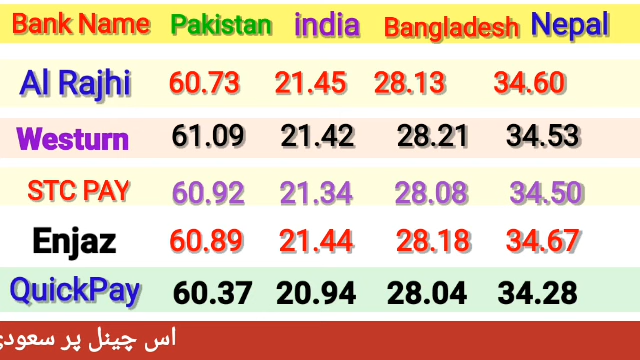 Bank Name Pakistan india Bangladesh Nepal
Al Rajhi 60.73 21.45 28.13 34.60
Westurn 61.09 21.42 28.21 34.53
STC PAY 60.92 21.34 28.08 34.50
Enjaz 60.89 21.44 28.18 34.67
QuickPay 60.37 20.94 28.04 34.28
اس چینل پر سعودی